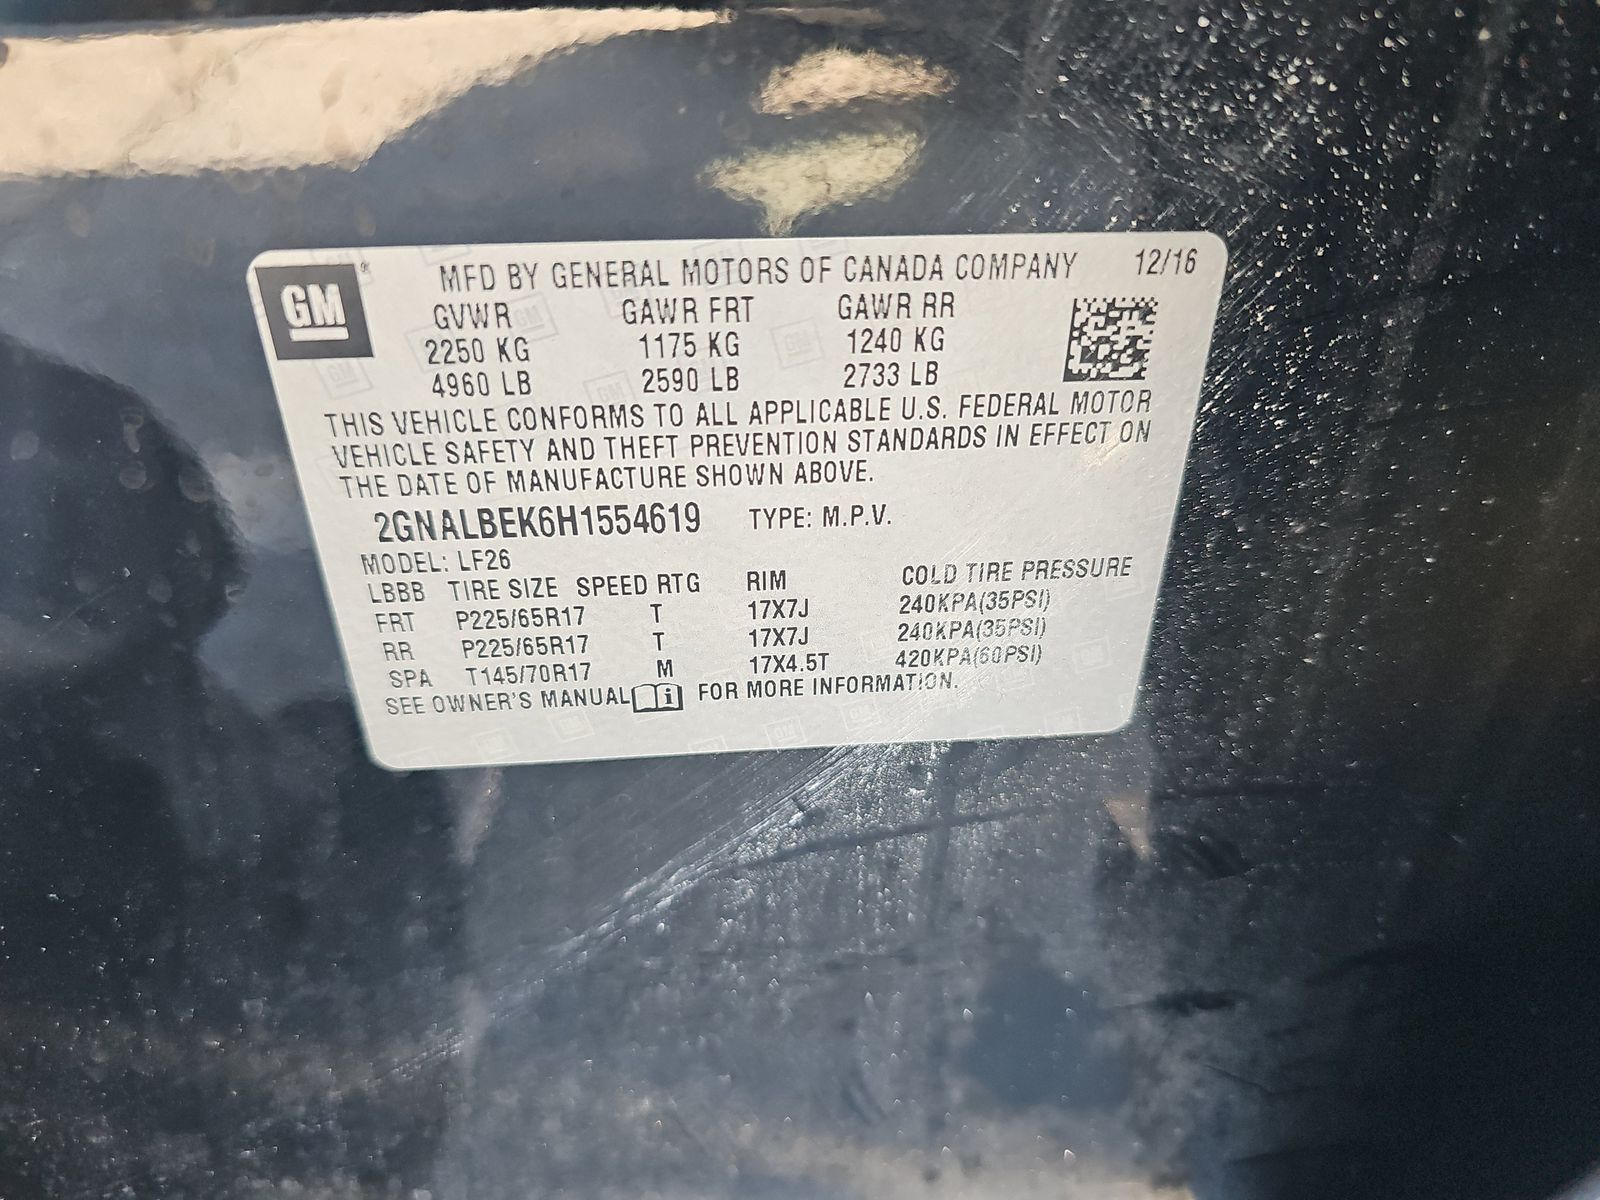 GM ® MFD BY GENERAL MOTORS OF CANADA COMPANY 12/16
GVWR GAWR FRT GAWR RR
2250 KG 1175 KG 1240 KG
4960 LB 2590 LB 2733 LB
THIS VEHICLE CONFORMS TO ALL APPLICABLE U.S. FEDERAL MOTOR
VEHICLE SAFETY AND THEFT PREVENTION STANDARDS IN EFFECT ON
THE DATE OF MANUFACTURE SHOWN ABOVE.
2GNALBEK6H1554619 TYPE: M.P.V.
MODEL: LF26
LBBB TIRE SIZE SPEED RTG RIM COLD TIRE PRESSURE
FRT P225/65R17 T 17X7J 240KPA(35PSI)
RR P225/65R17 T 17X7J 240KPA(35PSI)
SPA T145/70R17 M 17X4.5T 420KPA(60PSI)
SEE OWNER'S MANUAL i FOR MORE INFORMATION.